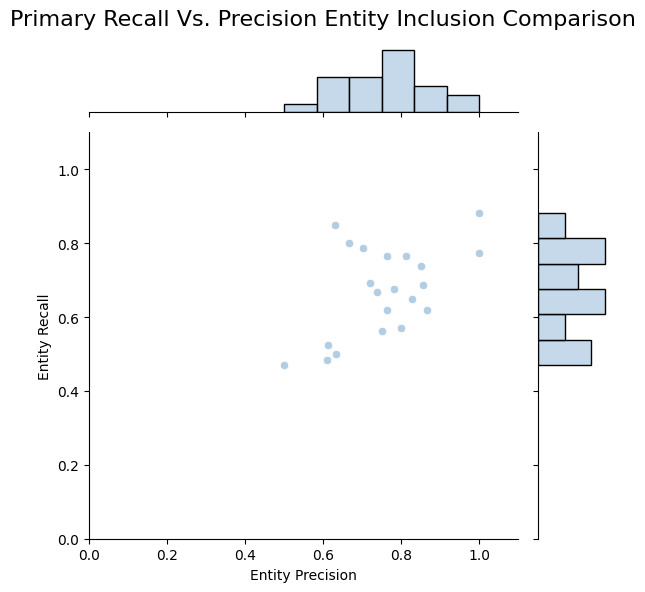 Primary Recall Vs. Precision Entity Inclusion Comparison
1.0
0.8
0.6
0.4
0.2
0.0
Entity Recall
0.0 0.2 0.4 0.6 0.8 1.0
Entity Precision